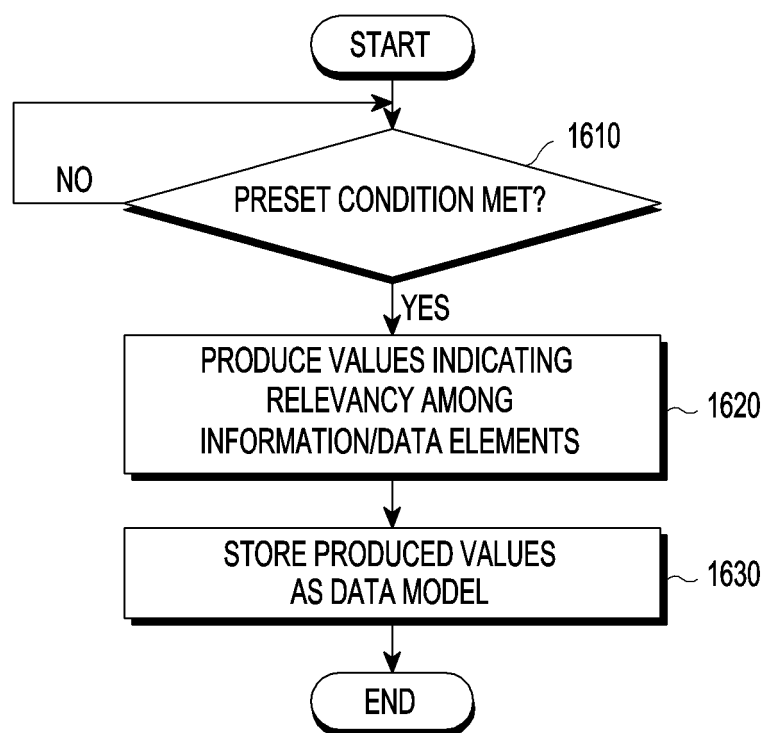 START
1610
NO
PRESET CONDITION MET?
YES
PRODUCE VALUES INDICATING
RELEVANCY AMONG
INFORMATION/DATA ELEMENTS
1620
STORE PRODUCED VALUES
AS DATA MODEL
1630
END